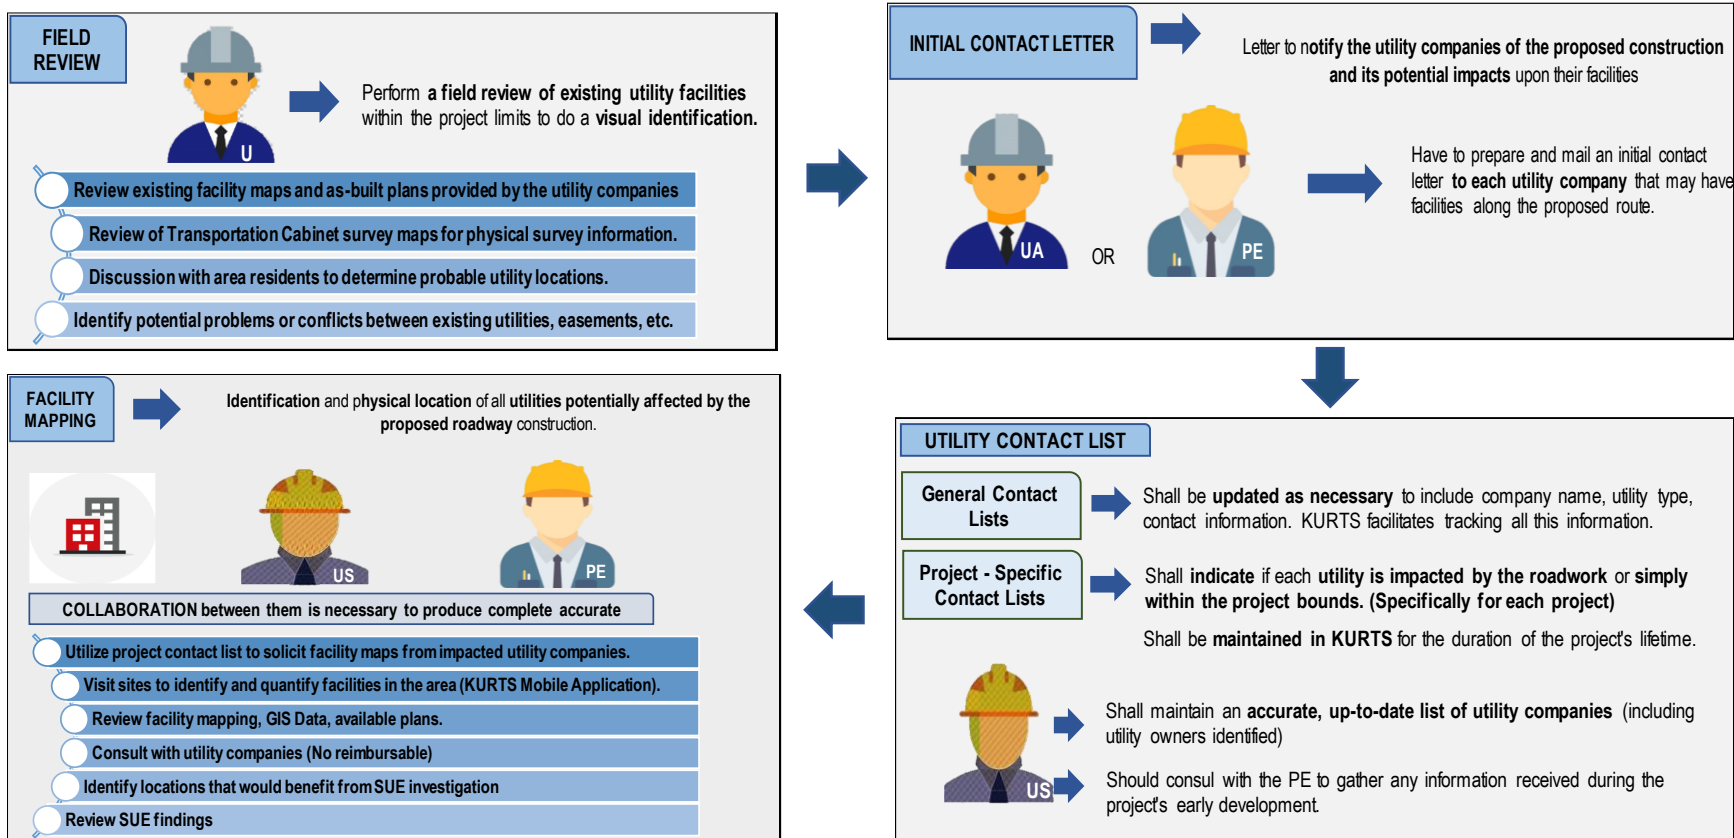 FIELD
REVIEW
U
Perform a field review of existing utility facilities
within the project limits to do a visual identification.
Review existing facility maps and as-built plans provided by the utility companies
Review of Transportation Cabinet survey maps for physical survey information.
Discussion with area residents to determine probable utility locations.
Identify potential problems or conflicts between existing utilities, easements, etc.
INITIAL CONTACT LETTER
Letter to notify the utility companies of the proposed construction
and its potential impacts upon their facilities
UA
OR
PE
Have to prepare and mail an initial contact
letter to each utility company that may have
facilities along the proposed route.
UTILITY CONTACT LIST
General Contact
Lists
Shall be updated as necessary to include company name, utility type,
contact information. KURTS facilitates tracking all this information.
Project - Specific
Contact Lists
Shall indicate if each utility is impacted by the roadwork or simply
within the project bounds. (Specifically for each project)
Shall be maintained in KURTS for the duration of the project's lifetime.
US
Shall maintain an accurate, up-to-date list of utility companies (including
utility owners identified)
Should consul with the PE to gather any information received during the
project's early development.
FACILITY
MAPPING
Identification and physical location of all utilities potentially affected by the
proposed roadway construction.
US
PE
COLLABORATION between them is necessary to produce complete accurate
Utilize project contact list to solicit facility maps from impacted utility companies.
Visit sites to identify and quantify facilities in the area (KURTS Mobile Application).
Review facility mapping, GIS Data, available plans.
Consult with utility companies (No reimbursable)
Identify locations that would benefit from SUE investigation
Review SUE findings